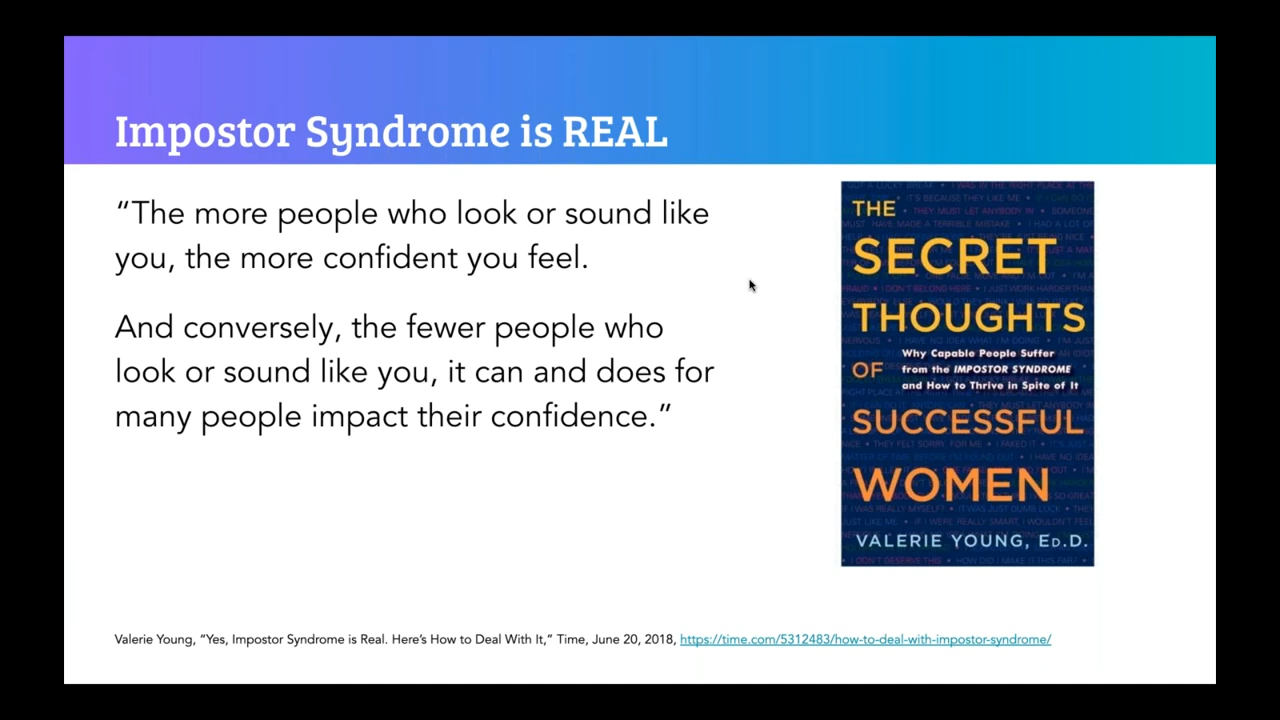 Impostor Syndrome is REAL
“The more people who look or sound like
you, the more confident you feel.
And conversely, the fewer people who
look or sound like you, it can and does for
many people impact their confidence.”
THE
SECRET
THOUGHTS
OF
Why Capable People Suffer
from the IMPOSTOR SYNDROME
and How to Thrive in Spite of It
SUCCESSFUL
WOMEN
VALERIE YOUNG, ED.D.
Valerie Young, “Yes, Impostor Syndrome is Real. Here’s How to Deal With It,” Time, June 20, 2018, https://time.com/5312483/how-to-deal-with-impostor-syndrome/